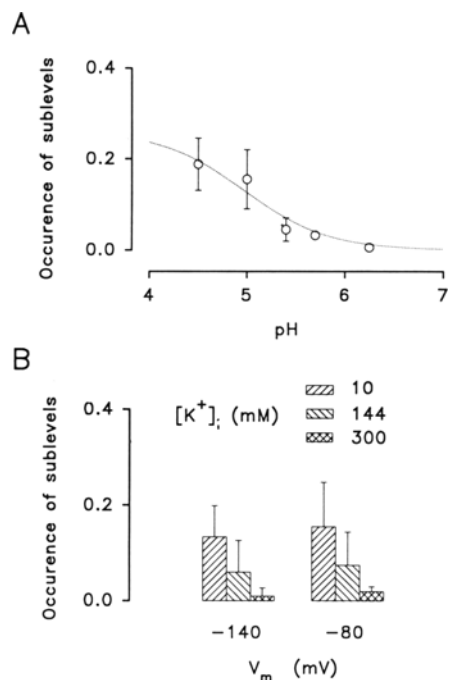 A
Occurence of sublevels
0.4
0.2
0.0
4 5 6 7
pH
B
[K+]i (mM)
10
144
300
Occurence of sublevels
0.4
0.2
0.0
−140 −80
Vm (mV)